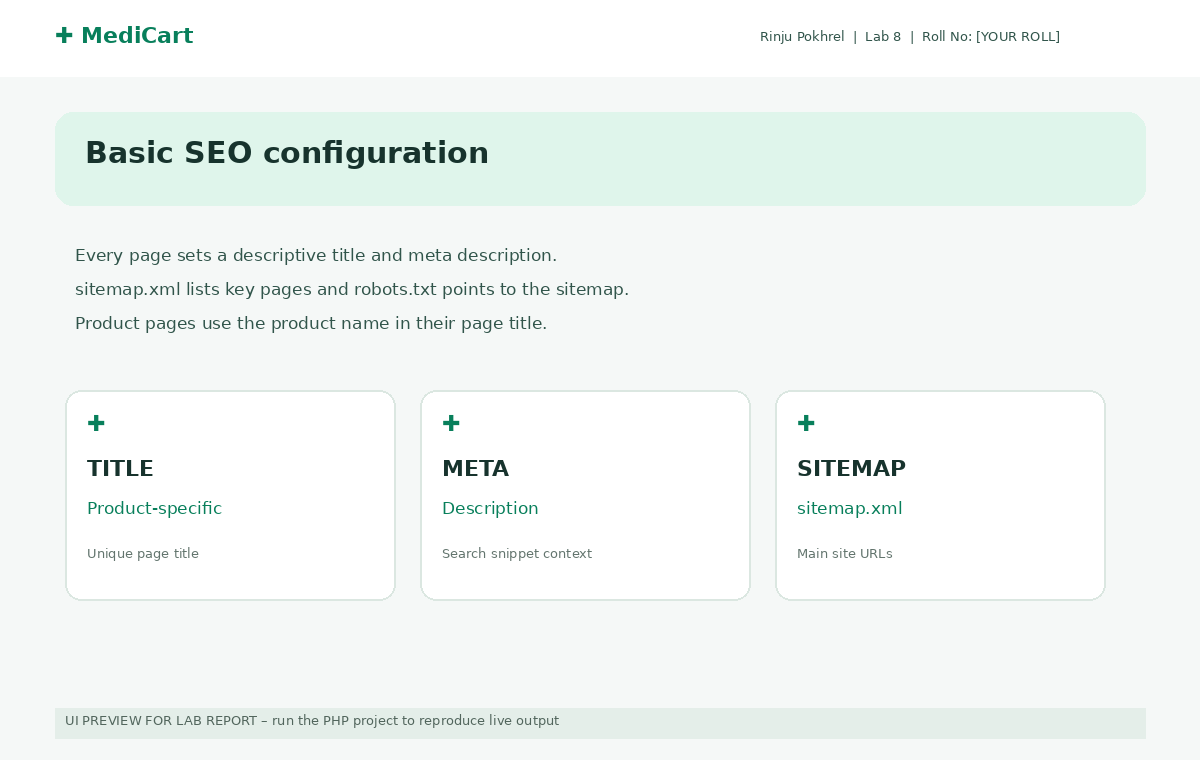 ✚ MediCart
Rinju Pokhrel | Lab 8 | Roll No: [YOUR ROLL]
Basic SEO configuration
Every page sets a descriptive title and meta description.
sitemap.xml lists key pages and robots.txt points to the sitemap.
Product pages use the product name in their page title.
✚
TITLE
Product-specific
Unique page title
✚
META
Description
Search snippet context
✚
SITEMAP
sitemap.xml
Main site URLs
UI PREVIEW FOR LAB REPORT – run the PHP project to reproduce live output